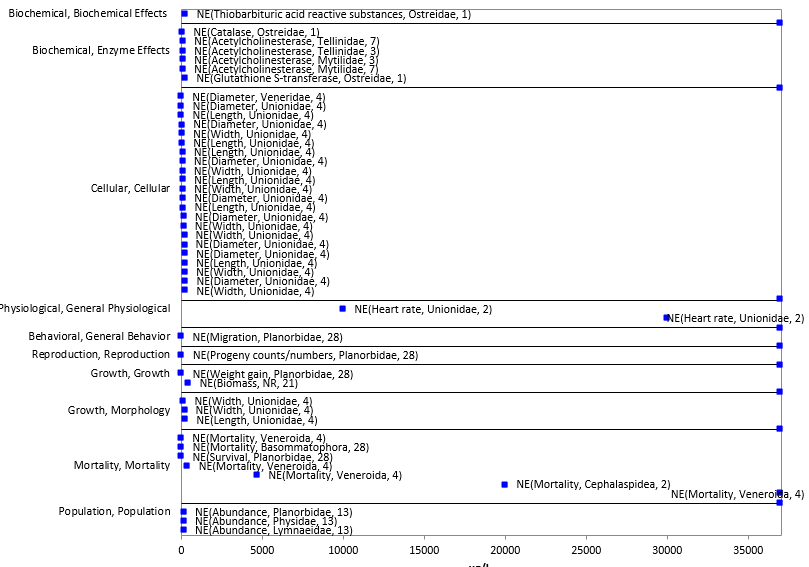 Biochemical, Biochemical Effects
NE(Thiobarbituric acid reactive substances, Ostreidae, 1)
Biochemical, Enzyme Effects
NE(Catalase, Ostreidae, 1)
NE(Acetylcholinesterase, Tellinidae, 7)
NE(Acetylcholinesterase, Tellinidae, 3)
NE(Acetylcholinesterase, Mytilidae, 3)
NE(Acetylcholinesterase, Mytilidae, 7)
NE(Glutathione S-transferase, Ostreidae, 1)
Cellular, Cellular
NE(Diameter, Veneridae, 4)
NE(Diameter, Unionidae, 4)
NE(Length, Unionidae, 4)
NE(Diameter, Unionidae, 4)
NE(Width, Unionidae, 4)
NE(Length, Unionidae, 4)
NE(Length, Unionidae, 4)
NE(Diameter, Unionidae, 4)
NE(Width, Unionidae, 4)
NE(Length, Unionidae, 4)
NE(Width, Unionidae, 4)
NE(Diameter, Unionidae, 4)
NE(Length, Unionidae, 4)
NE(Diameter, Unionidae, 4)
NE(Width, Unionidae, 4)
NE(Width, Unionidae, 4)
NE(Diameter, Unionidae, 4)
NE(Diameter, Unionidae, 4)
NE(Length, Unionidae, 4)
NE(Width, Unionidae, 4)
NE(Diameter, Unionidae, 4)
NE(Width, Unionidae, 4)
Physiological, General Physiological
NE(Heart rate, Unionidae, 2)
NE(Heart rate, Unionidae, 2)
Behavioral, General Behavior
NE(Migration, Planorbidae, 28)
Reproduction, Reproduction
NE(Progeny counts/numbers, Planorbidae, 28)
Growth, Growth
NE(Weight gain, Planorbidae, 28)
NE(Biomass, NR, 21)
Growth, Morphology
NE(Width, Unionidae, 4)
NE(Width, Unionidae, 4)
NE(Length, Unionidae, 4)
Mortality, Mortality
NE(Mortality, Veneroida, 4)
NE(Mortality, Basommatophora, 28)
NE(Survival, Planorbidae, 28)
NE(Mortality, Veneroida, 4)
NE(Mortality, Veneroida, 4)
NE(Mortality, Cephalaspidea, 2)
NE(Mortality, Veneroida, 4)
Population, Population
NE(Abundance, Planorbidae, 13)
NE(Abundance, Physidae, 13)
NE(Abundance, Lymnaeidae, 13)
0 5000 10000 15000 20000 25000 30000 35000